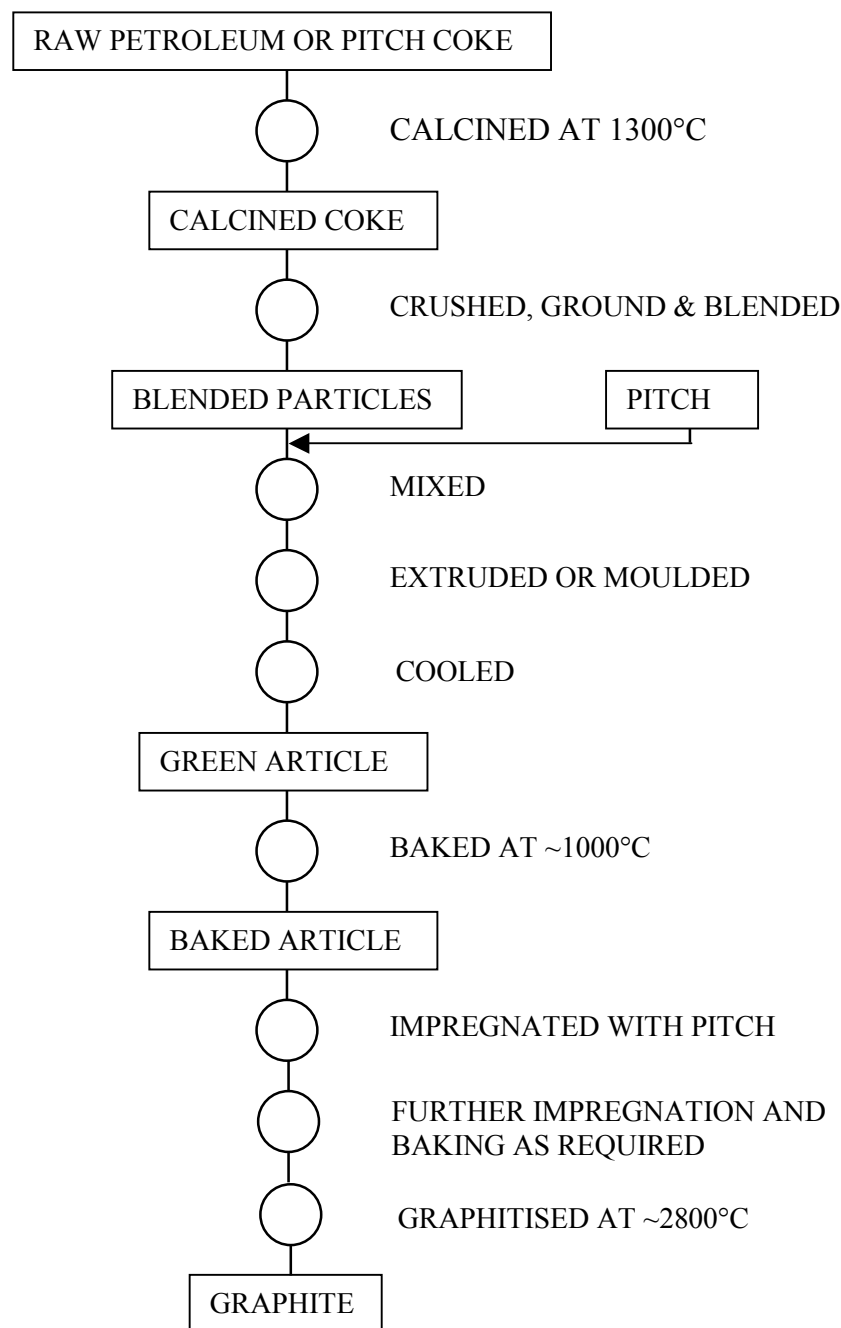 RAW PETROLEUM OR PITCH COKE
CALCINED AT 1300°C
CALCINED COKE
CRUSHED, GROUND & BLENDED
BLENDED PARTICLES
PITCH
MIXED
EXTRUDED OR MOULDED
COOLED
GREEN ARTICLE
BAKED AT ~1000°C
BAKED ARTICLE
IMPREGNATED WITH PITCH
FURTHER IMPREGNATION AND
BAKING AS REQUIRED
GRAPHITISED AT ~2800°C
GRAPHITE